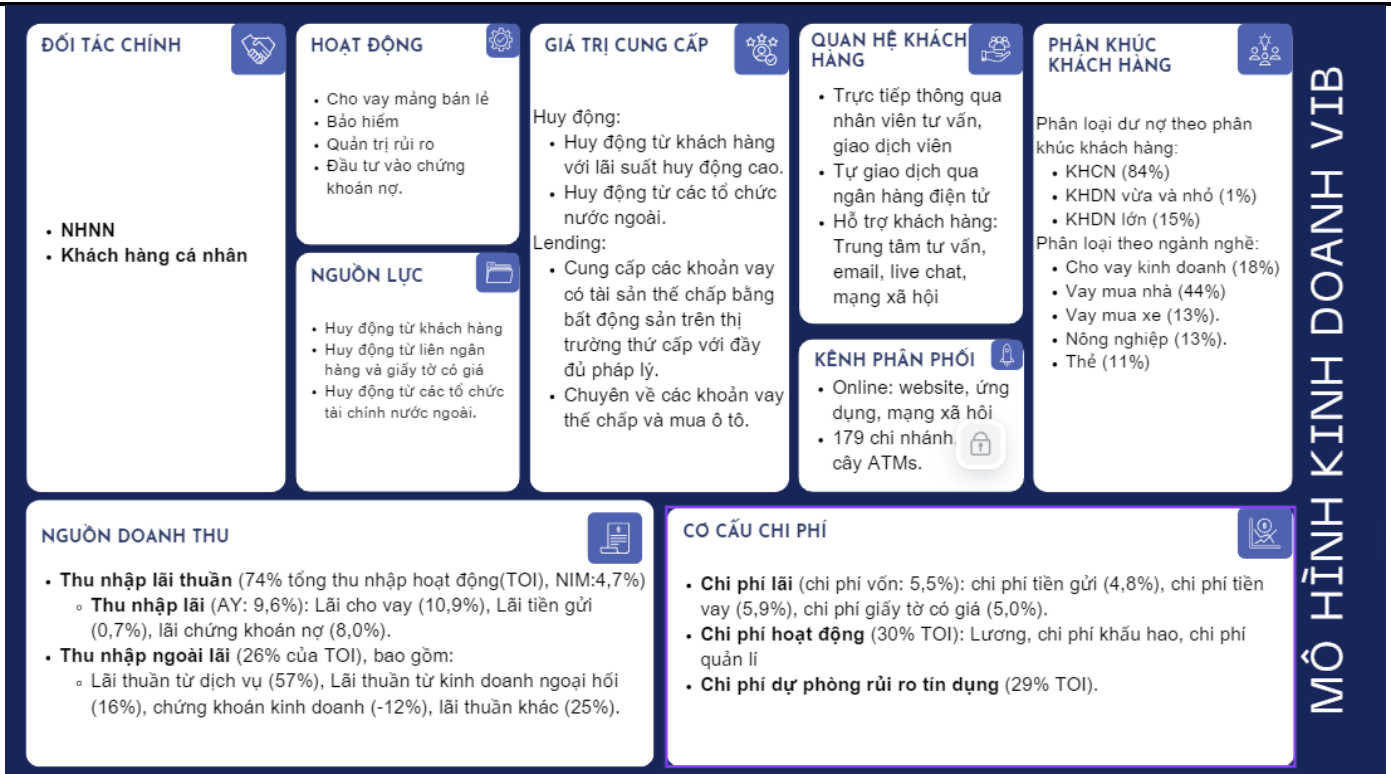 ĐỐI TÁC CHÍNH
• NHNN
• Khách hàng cá nhân
HOẠT ĐỘNG
• Cho vay mảng bán lẻ
• Bảo hiểm
• Quản trị rủi ro
• Đầu tư vào chứng
khoán nợ.
NGUỒN LỰC
• Huy động từ khách hàng
• Huy động từ liên ngân
hàng và giấy tờ có giá
• Huy động từ các tổ chức
tài chính nước ngoài.
GIÁ TRỊ CUNG CẤP
Huy động:
• Huy động từ khách hàng
với lãi suất huy động cao.
• Huy động từ các tổ chức
nước ngoài.
Lending:
• Cung cấp các khoản vay
có tài sản thế chấp bằng
bất động sản trên thị
trường thứ cấp với đầy
đủ pháp lý.
• Chuyên về các khoản vay
thế chấp và mua ô tô.
QUAN HỆ KHÁCH
HÀNG
• Trực tiếp thông qua
nhân viên tư vấn,
giao dịch viên
• Tự giao dịch qua
ngân hàng điện tử
• Hỗ trợ khách hàng:
Trung tâm tư vấn,
email, live chat,
mạng xã hội
KÊNH PHÂN PHỐI
• Online: website, ứng
dụng, mạng xã hôi
• 179 chi nhánh,
cây ATMs.
PHÂN KHÚC
KHÁCH HÀNG
Phân loại dư nợ theo phân
khúc khách hàng:
• KHCN (84%)
• KHDN vừa và nhỏ (1%)
• KHDN lớn (15%)
Phân loại theo ngành nghề:
• Cho vay kinh doanh (18%)
• Vay mua nhà (44%)
• Vay mua xe (13%).
• Nông nghiệp (13%).
• Thẻ (11%)
NGUỒN DOANH THU
• Thu nhập lãi thuần (74% tổng thu nhập hoạt động(TOI), NIM:4,7%)
◦ Thu nhập lãi (AY: 9,6%): Lãi cho vay (10,9%), Lãi tiền gửi
(0,7%), lãi chứng khoán nợ (8,0%).
• Thu nhập ngoài lãi (26% của TOI), bao gồm:
◦ Lãi thuần từ dịch vụ (57%), Lãi thuần từ kinh doanh ngoại hối
(16%), chứng khoán kinh doanh (-12%), lãi thuần khác (25%).
CƠ CẤU CHI PHÍ
• Chi phí lãi (chi phí vốn: 5,5%): chi phí tiền gửi (4,8%), chi phí tiền
vay (5,9%), chi phí giấy tờ có giá (5,0%).
• Chi phí hoạt động (30% TOI): Lương, chi phí khấu hao, chi phí
quản lí
• Chi phí dự phòng rủi ro tín dụng (29% TOI).
MÔ HÌNH KINH DOANH VIB